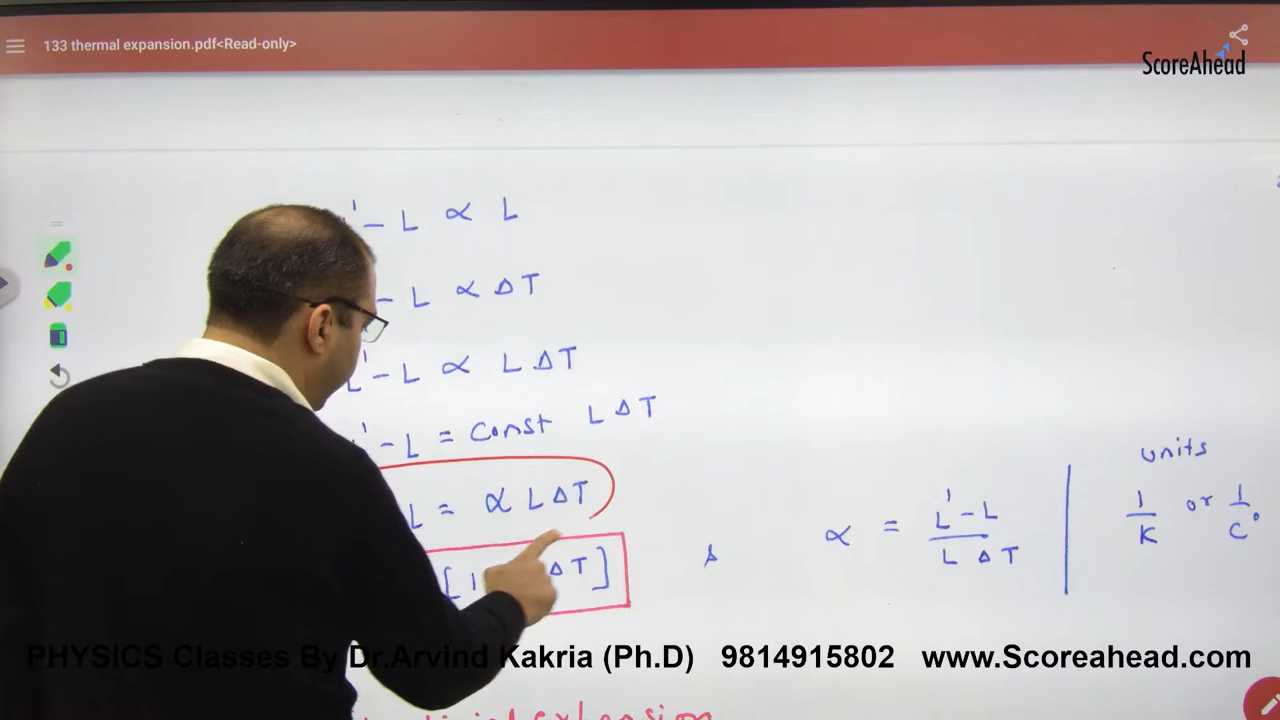 133 thermal expansion.pdf<Read-only>
ScoreAhead
' - L ∝ L
- L ∝ ΔT
L' - L ∝ L ΔT
' - L = Const L ΔT
L = α L ΔT
[1 ΔT]
&
α = L' - L / L ΔT
units
1/K or 1/C°
PHYSICS Classes By Dr.Arvind Kakria (Ph.D) 9814915802 www.Scoreahead.com
expansion